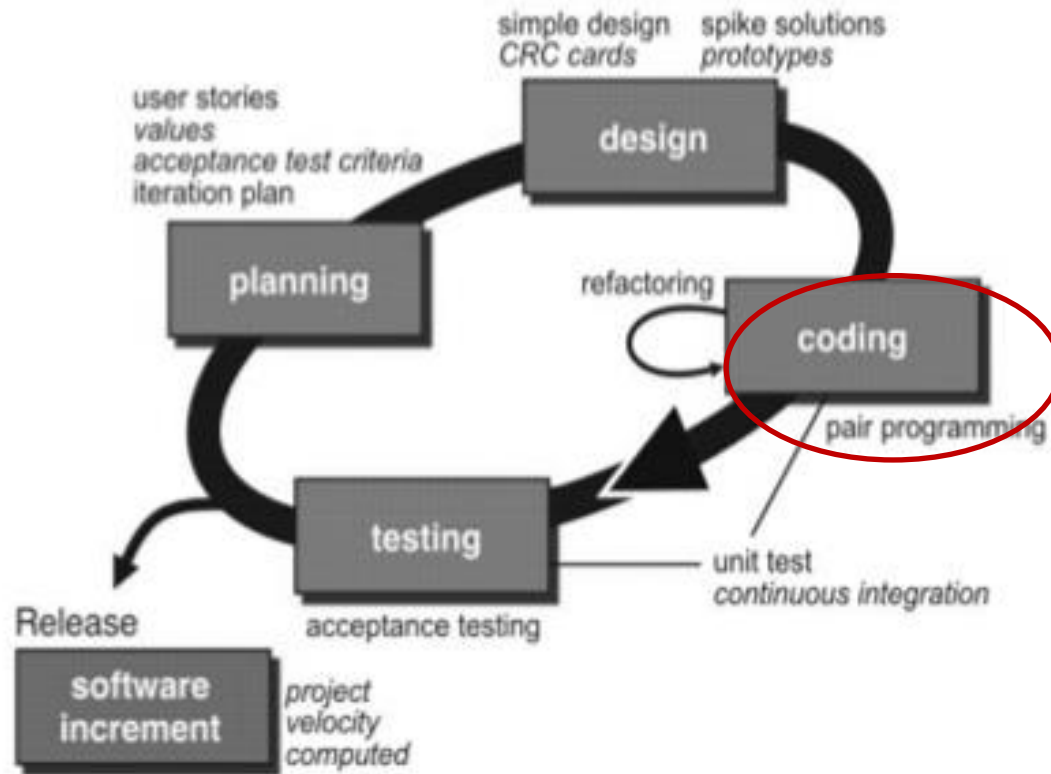 simple design
CRC cards
spike solutions
prototypes
design
user stories
values
acceptance test criteria
iteration plan
planning
refactoring
coding
pair programming
testing
unit test
continuous integration
acceptance testing
Release
software
increment
project
velocity
computed